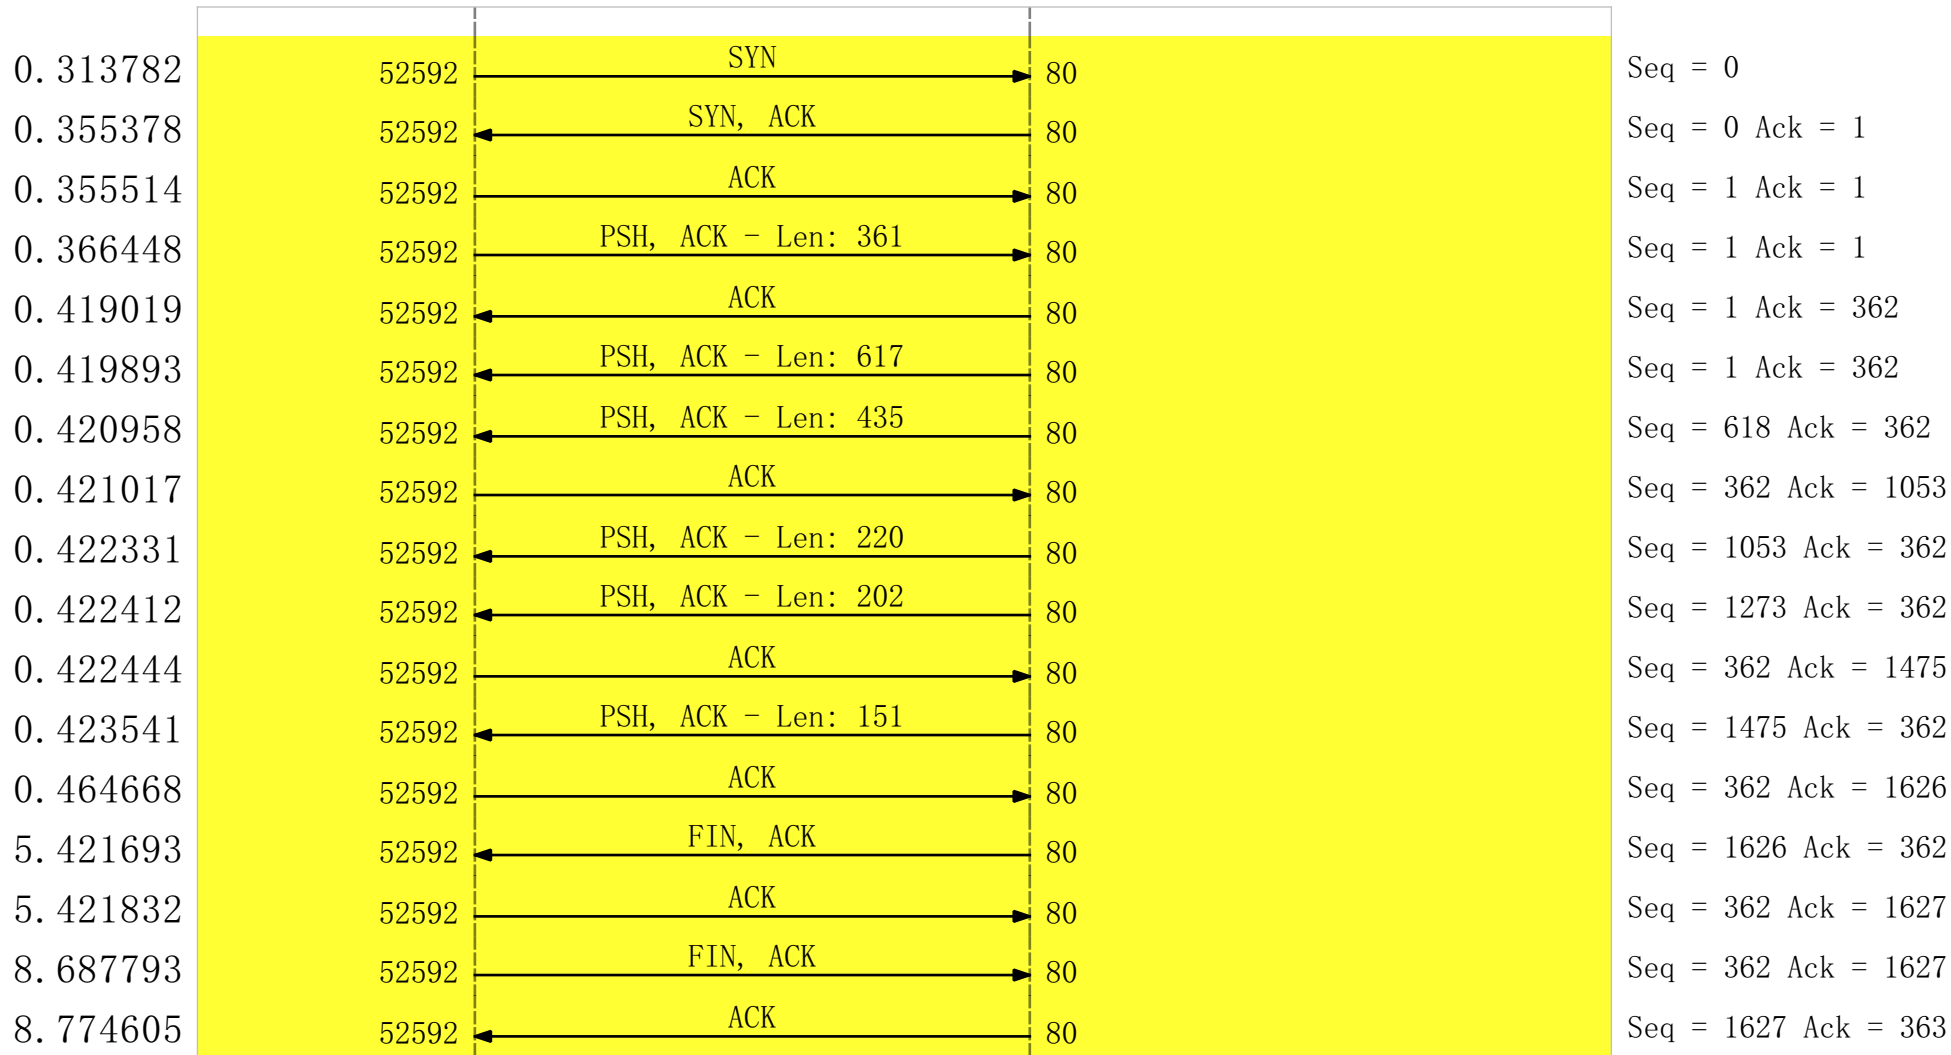 0.313782 52592 SYN 80 Seq = 0
0.355378 52592 SYN, ACK 80 Seq = 0 Ack = 1
0.355514 52592 ACK 80 Seq = 1 Ack = 1
0.366448 52592 PSH, ACK - Len: 361 80 Seq = 1 Ack = 1
0.419019 52592 ACK 80 Seq = 1 Ack = 362
0.419893 52592 PSH, ACK - Len: 617 80 Seq = 1 Ack = 362
0.420958 52592 PSH, ACK - Len: 435 80 Seq = 618 Ack = 362
0.421017 52592 ACK 80 Seq = 362 Ack = 1053
0.422331 52592 PSH, ACK - Len: 220 80 Seq = 1053 Ack = 362
0.422412 52592 PSH, ACK - Len: 202 80 Seq = 1273 Ack = 362
0.422444 52592 ACK 80 Seq = 362 Ack = 1475
0.423541 52592 PSH, ACK - Len: 151 80 Seq = 1475 Ack = 362
0.464668 52592 ACK 80 Seq = 362 Ack = 1626
5.421693 52592 FIN, ACK 80 Seq = 1626 Ack = 362
5.421832 52592 ACK 80 Seq = 362 Ack = 1627
8.687793 52592 FIN, ACK 80 Seq = 362 Ack = 1627
8.774605 52592 ACK 80 Seq = 1627 Ack = 363